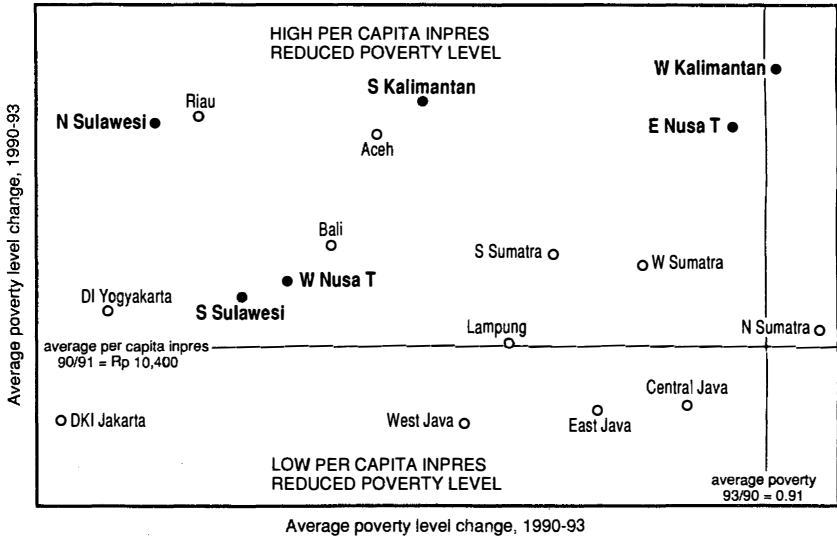 HIGH PER CAPITA INPRES
REDUCED POVERTY LEVEL
W Kalimantan
S Kalimantan
Riau
N Sulawesi
E Nusa T
Aceh
Bali
S Sumatra
W Sumatra
W Nusa T
DI Yogyakarta
S Sulawesi
Lampung
N Sumatra
average per capita inpres
90/91 = Rp 10,400
Central Java
DKI Jakarta
West Java
East Java
LOW PER CAPITA INPRES
REDUCED POVERTY LEVEL
average poverty
93/90 = 0.91
Average poverty level change, 1990-93
Average poverty level change, 1990-93